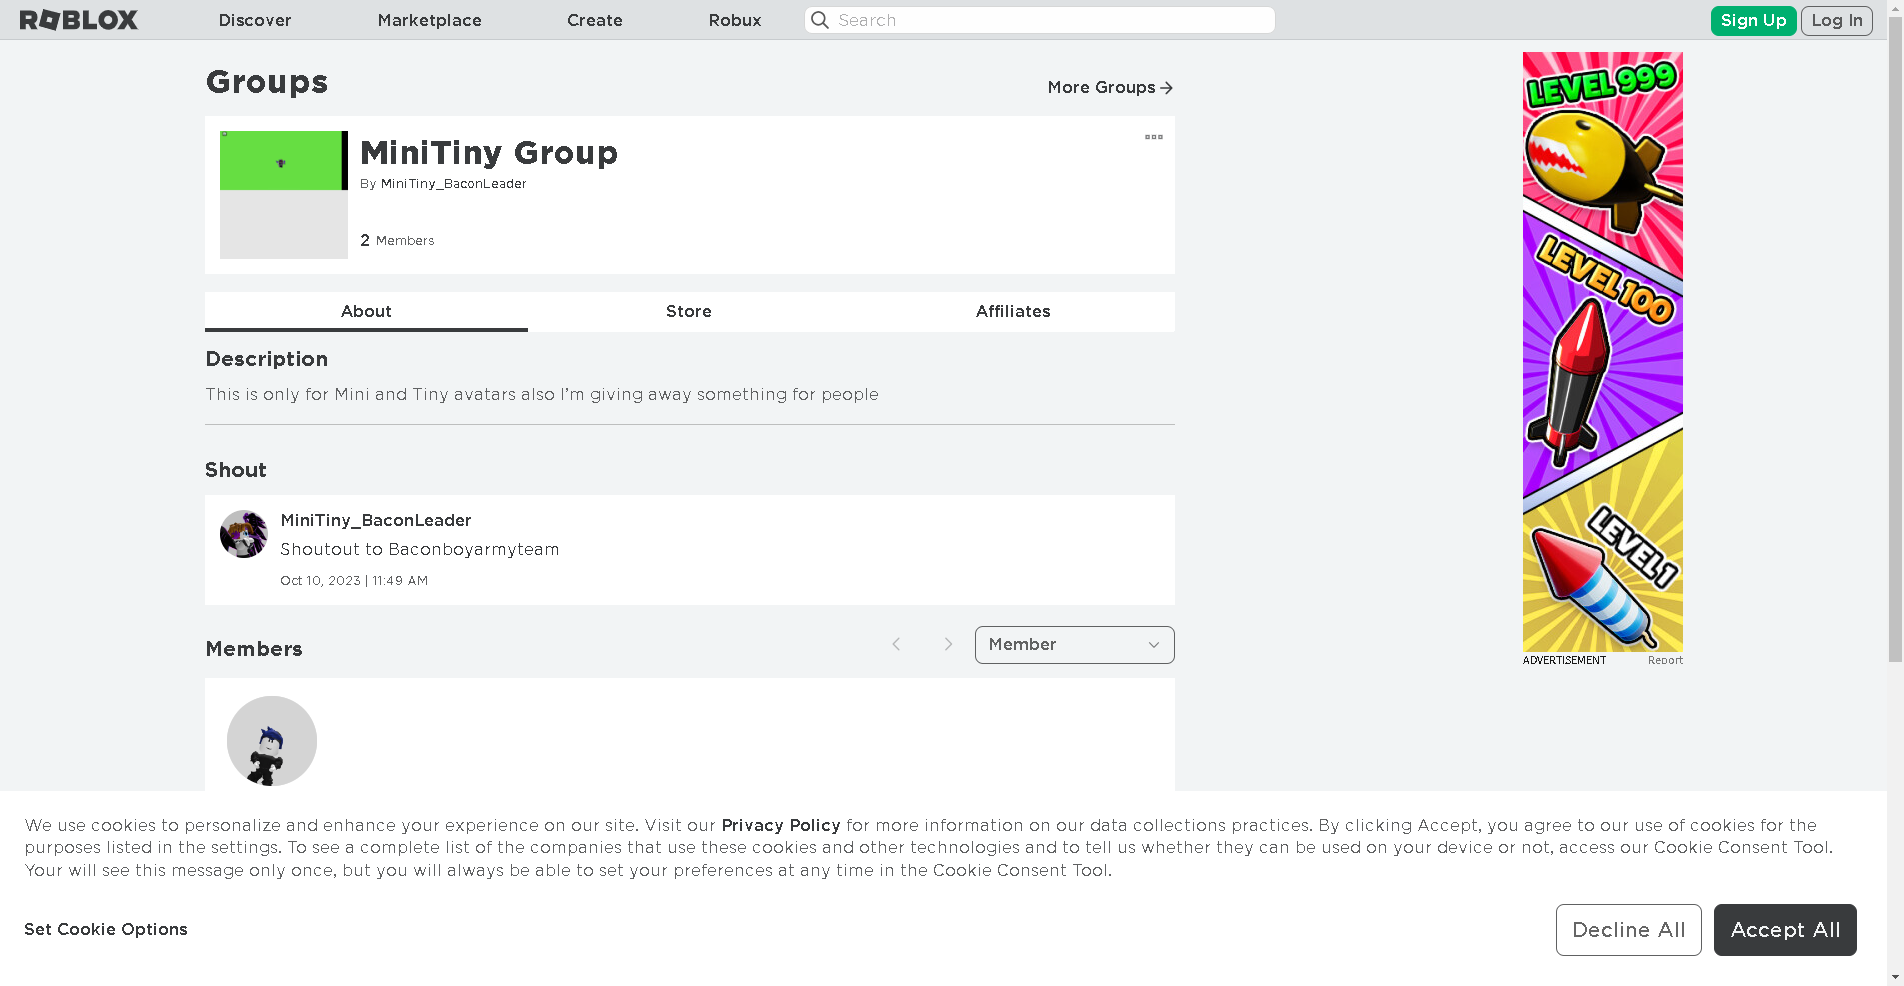 ROBLOX
Discover
Marketplace
Create
Robux
Search
Sign Up
Log In
Groups
More Groups
MiniTiny Group
By MiniTiny_BaconLeader
2 Members
About
Store
Affiliates
Description
This is only for Mini and Tiny avatars also I'm giving away something for people
Shout
MiniTiny_BaconLeader
Shoutout to Baconboyarmyteam
Oct 10, 2023 | 11:49 AM
Members
Member
LEVEL 999
LEVEL 100
LEVEL 1
ADVERTISEMENT
Report
We use cookies to personalize and enhance your experience on our site. Visit our Privacy Policy for more information on our data collections practices. By clicking Accept, you agree to our use of cookies for the
purposes listed in the settings. To see a complete list of the companies that use these cookies and other technologies and to tell us whether they can be used on your device or not, access our Cookie Consent Tool.
Your will see this message only once, but you will always be able to set your preferences at any time in the Cookie Consent Tool.
Set Cookie Options
Decline All
Accept All